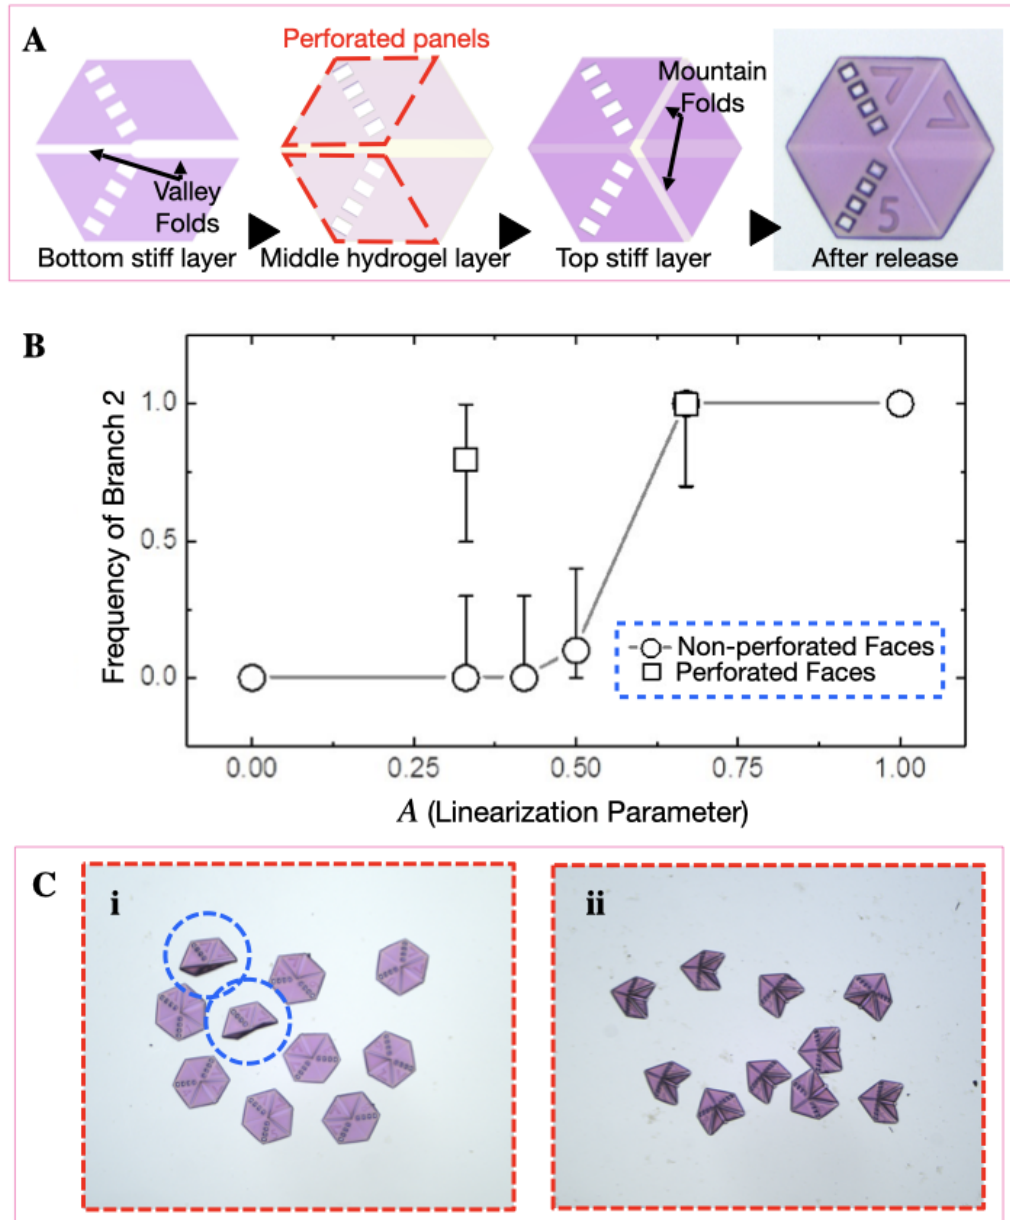 A
Perforated panels
Mountain
Folds
Valley
Folds
5
Bottom stiff layer
Middle hydrogel layer
Top stiff layer
After release
B
Frequency of Branch 2
1.0
0.5
0.0
Non-perforated Faces
Perforated Faces
0.00
0.25
0.50
0.75
1.00
A (Linearization Parameter)
C
i
ii